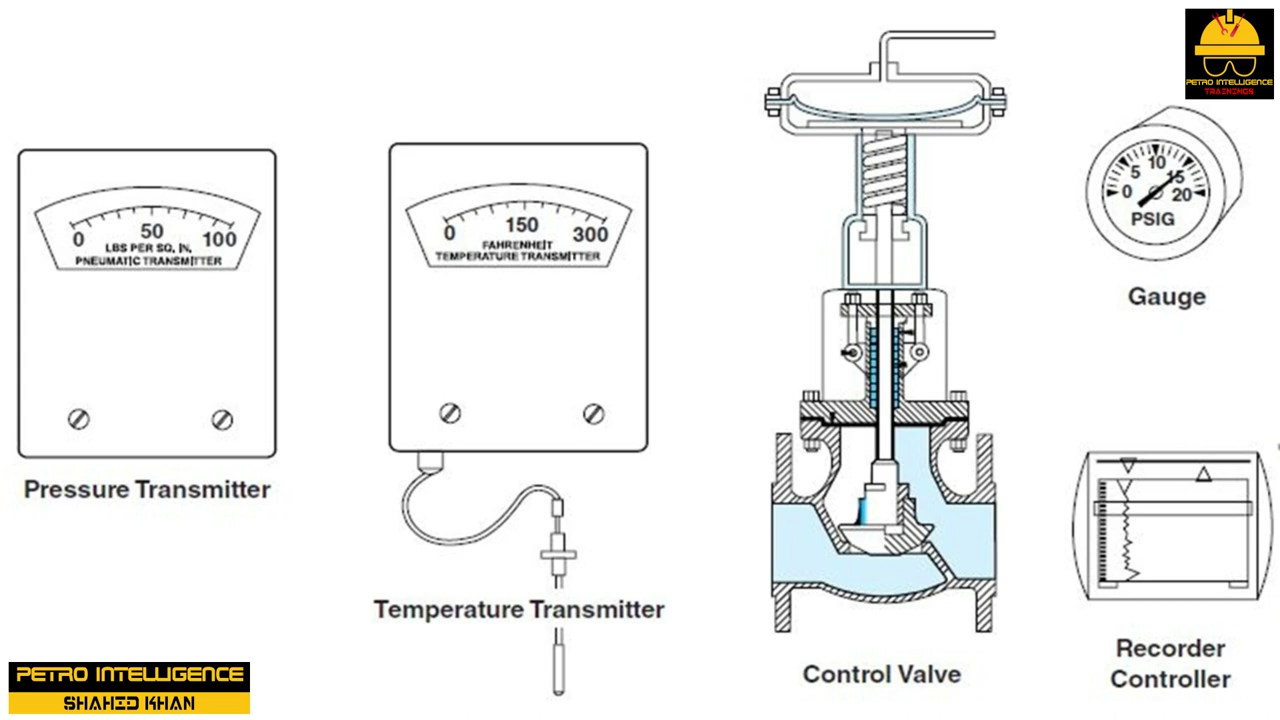 PETRO INTELLIGENCE
TRAININGS
0 50 100
LBS PER SQ. IN.
PNEUMATIC TRANSMITTER
Pressure Transmitter
0 150 300
FAHRENHEIT
TEMPERATURE TRANSMITTER
Temperature Transmitter
Control Valve
0 5 10 15 20
PSIG
Gauge
Recorder
Controller
PETRO INTELLIGENCE
SHAHID KHAN